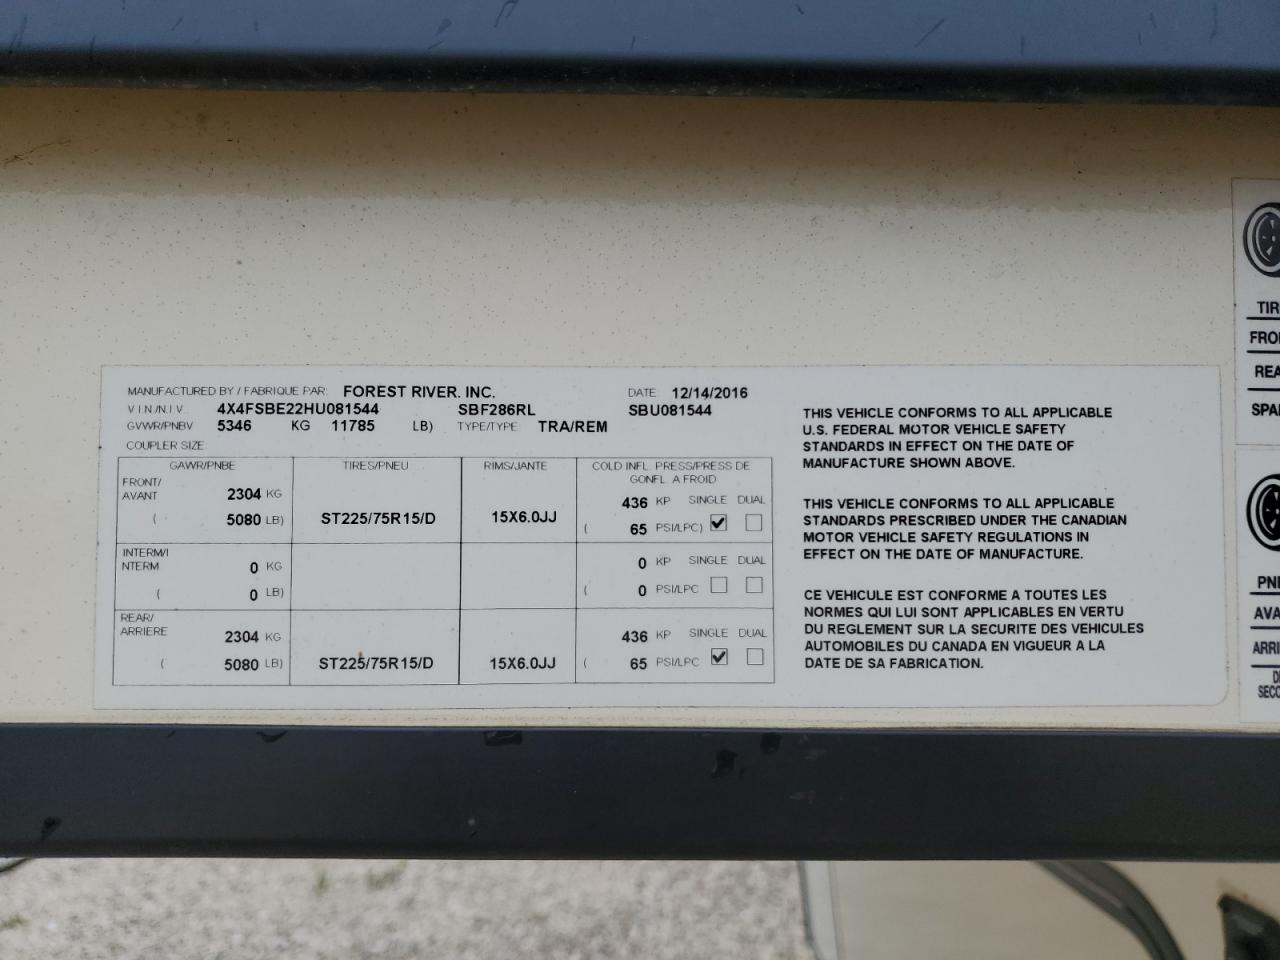 MANUFACTURED BY / FABRIQUE PAR: FOREST RIVER. INC. DATE: 12/14/2016
V.I.N./N.I.V.. 4X4FSBE22HU081544 SBF286RL SBU081544
GVWR/PNBV 5346 KG 11785 LB) TYPE/TYPE: TRA/REM
COUPLER SIZE:
GAWR/PNBE TIRES/PNEU RIMS/JANTE COLD INFL. PRESS/PRESS DE
GONFL. A FROID
FRONT/
AVANT 2304 KG 436 KP SINGLE DUAL
( 5080 LB) ST225/75R15/D 15X6.0JJ ( 65 PSI/LPC)
INTERM/I
NTERM 0 KG 0 KP SINGLE DUAL
( 0 LB) ( 0 PSI/LPC
REAR/
ARRIERE 2304 KG 436 KP SINGLE DUAL
( 5080 LB) ST225/75R15/D 15X6.0JJ ( 65 PSI/LPC
THIS VEHICLE CONFORMS TO ALL APPLICABLE
U.S. FEDERAL MOTOR VEHICLE SAFETY
STANDARDS IN EFFECT ON THE DATE OF
MANUFACTURE SHOWN ABOVE.
THIS VEHICLE CONFORMS TO ALL APPLICABLE
STANDARDS PRESCRIBED UNDER THE CANADIAN
MOTOR VEHICLE SAFETY REGULATIONS IN
EFFECT ON THE DATE OF MANUFACTURE.
CE VEHICULE EST CONFORME A TOUTES LES
NORMES QUI LUI SONT APPLICABLES EN VERTU
DU REGLEMENT SUR LA SECURITE DES VEHICULES
AUTOMOBILES DU CANADA EN VIGUEUR A LA
DATE DE SA FABRICATION.
TIR
FRO
REA
SPA
PNE
AVA
ARRI
D
SECO